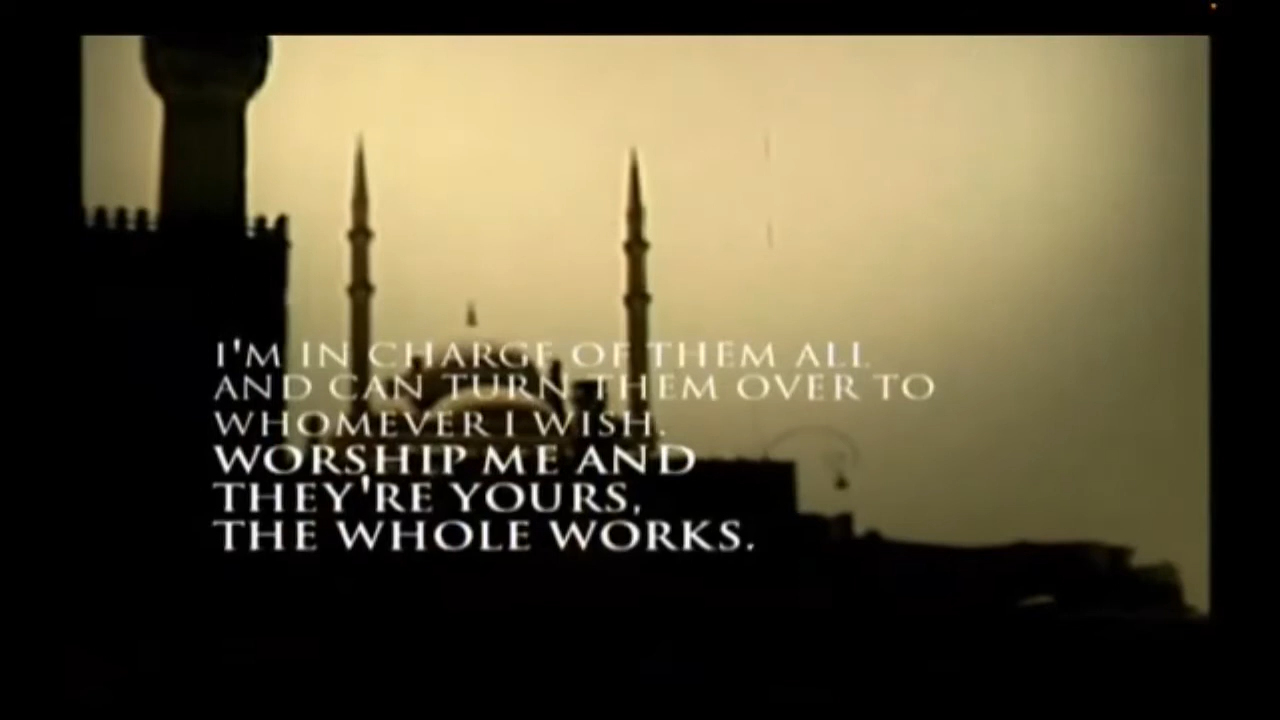 I'M IN CHARGE OF THEM ALL
AND CAN TURN THEM OVER TO
WHOMEVER I WISH.
WORSHIP ME AND
THEY'RE YOURS,
THE WHOLE WORKS.